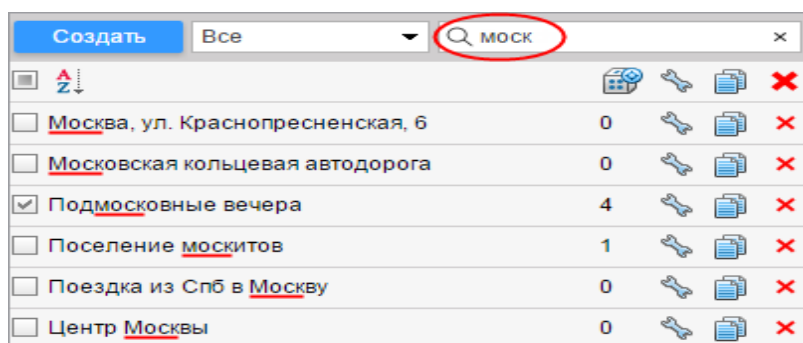 Создать Все моск ×
A Z
Москва, ул. Краснопресненская, 6 0
Московская кольцевая автодорога 0
Подмосковные вечера 4
Поселение москитов 1
Поездка из Спб в Москву 0
Центр Москвы 0